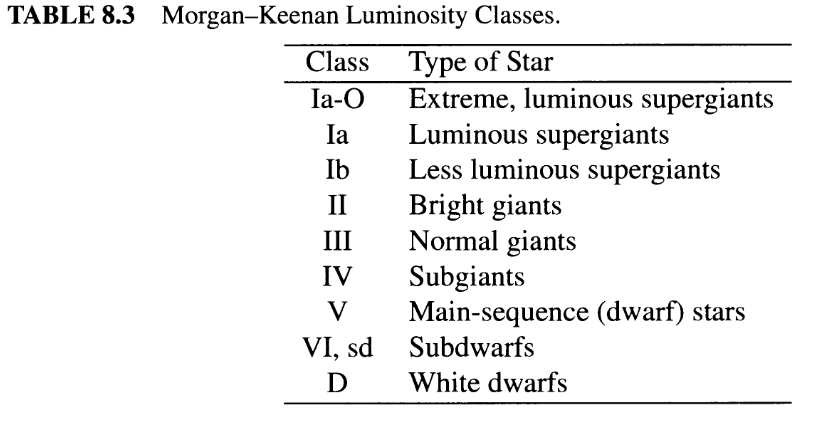 TABLE 8.3 Morgan–Keenan Luminosity Classes.
Class Type of Star
Ia-O Extreme, luminous supergiants
Ia Luminous supergiants
Ib Less luminous supergiants
II Bright giants
III Normal giants
IV Subgiants
V Main-sequence (dwarf) stars
VI, sd Subdwarfs
D White dwarfs